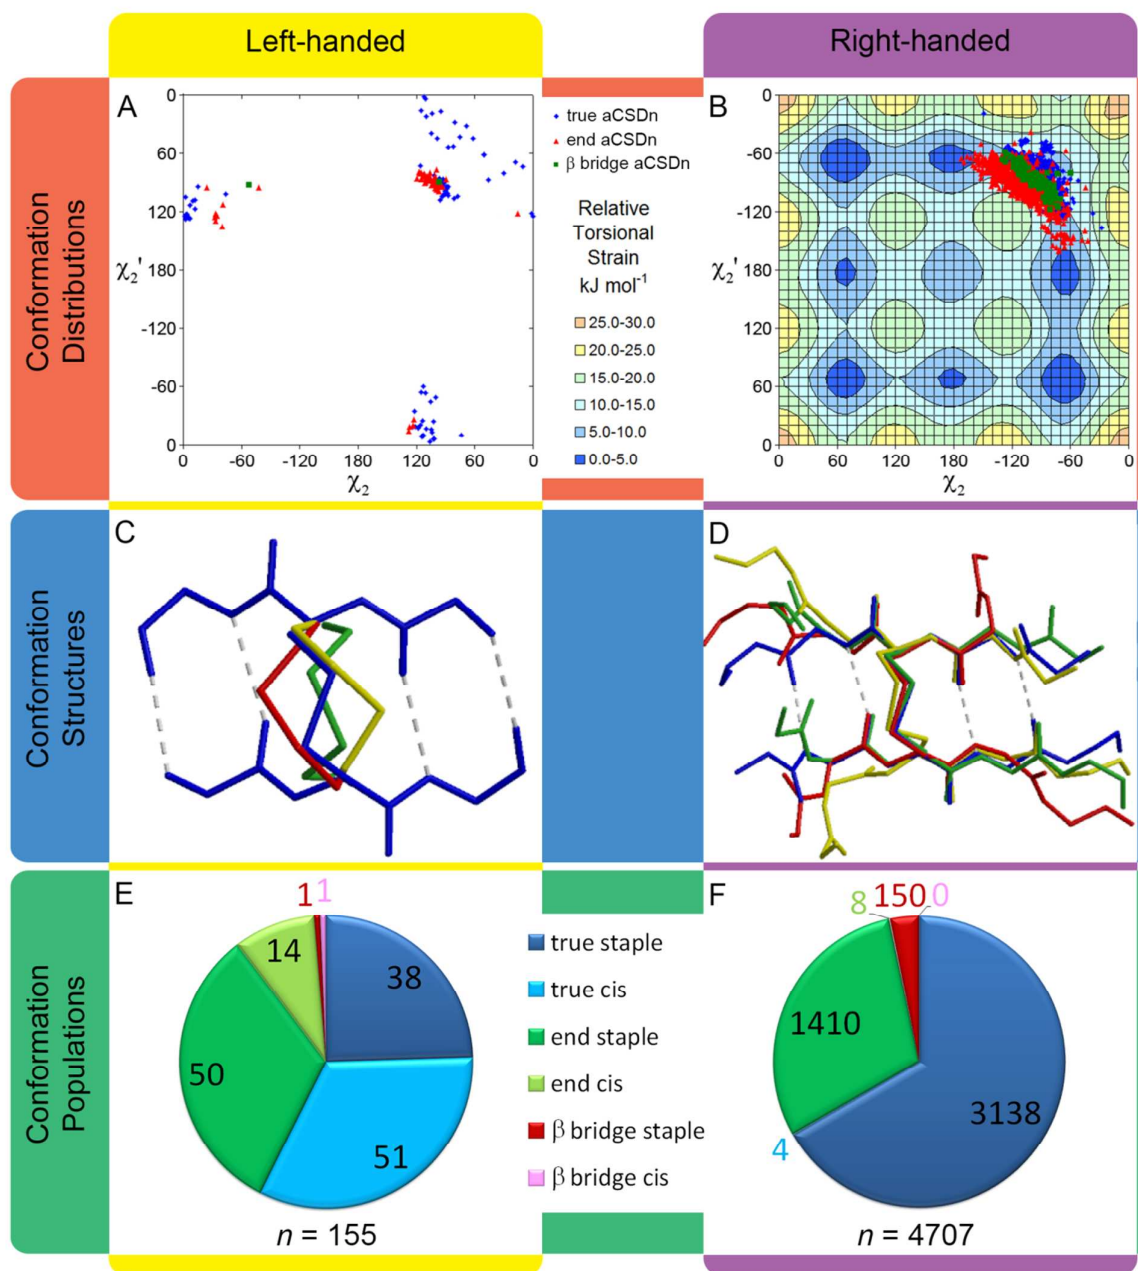 Left-handed
Right-handed
Conformation
Distributions
A
0
60
120
180
-120
-60
0
χ2'
0
-60
120
180
120
60
0
χ2
true aCSDn
end aCSDn
β bridge aCSDn
Relative
Torsional
Strain
kJ mol-1
25.0-30.0
20.0-25.0
15.0-20.0
10.0-15.0
5.0-10.0
0.0-5.0
B
0
-60
-120
180
120
60
0
χ2'
0
60
120
180
-120
-60
0
χ2
Conformation
Structures
C
D
Conformation
Populations
E
1
1
14
38
50
51
n = 155
true staple
true cis
end staple
end cis
β bridge staple
β bridge cis
F
8
150
0
1410
3138
4
n = 4707